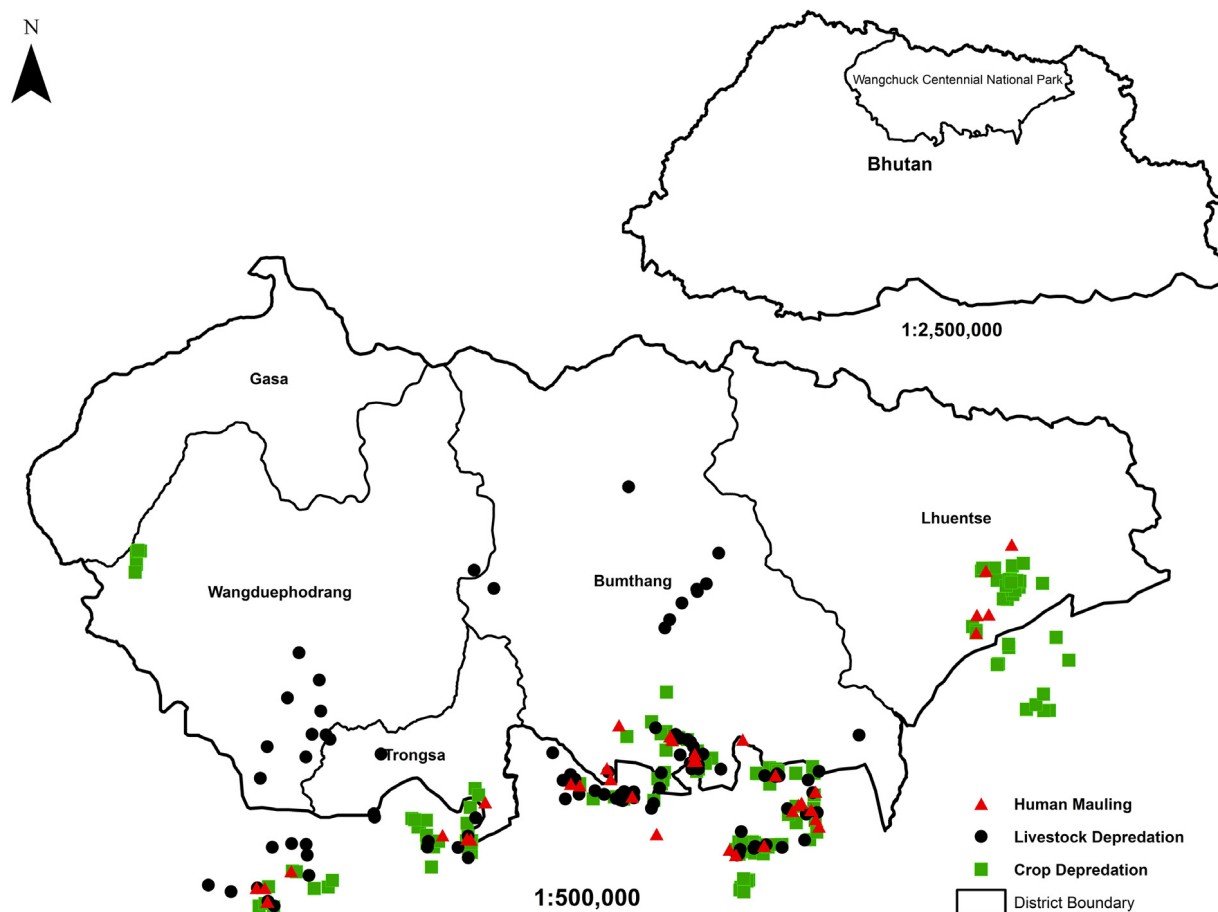 N
Wangchuck Centennial National Park
Bhutan
1:2,500,000
Gasa
Lhuentse
Wangduephodrang
Bumthang
Trongsa
Human Mauling
Livestock Depredation
Crop Depredation
District Boundary
1:500,000